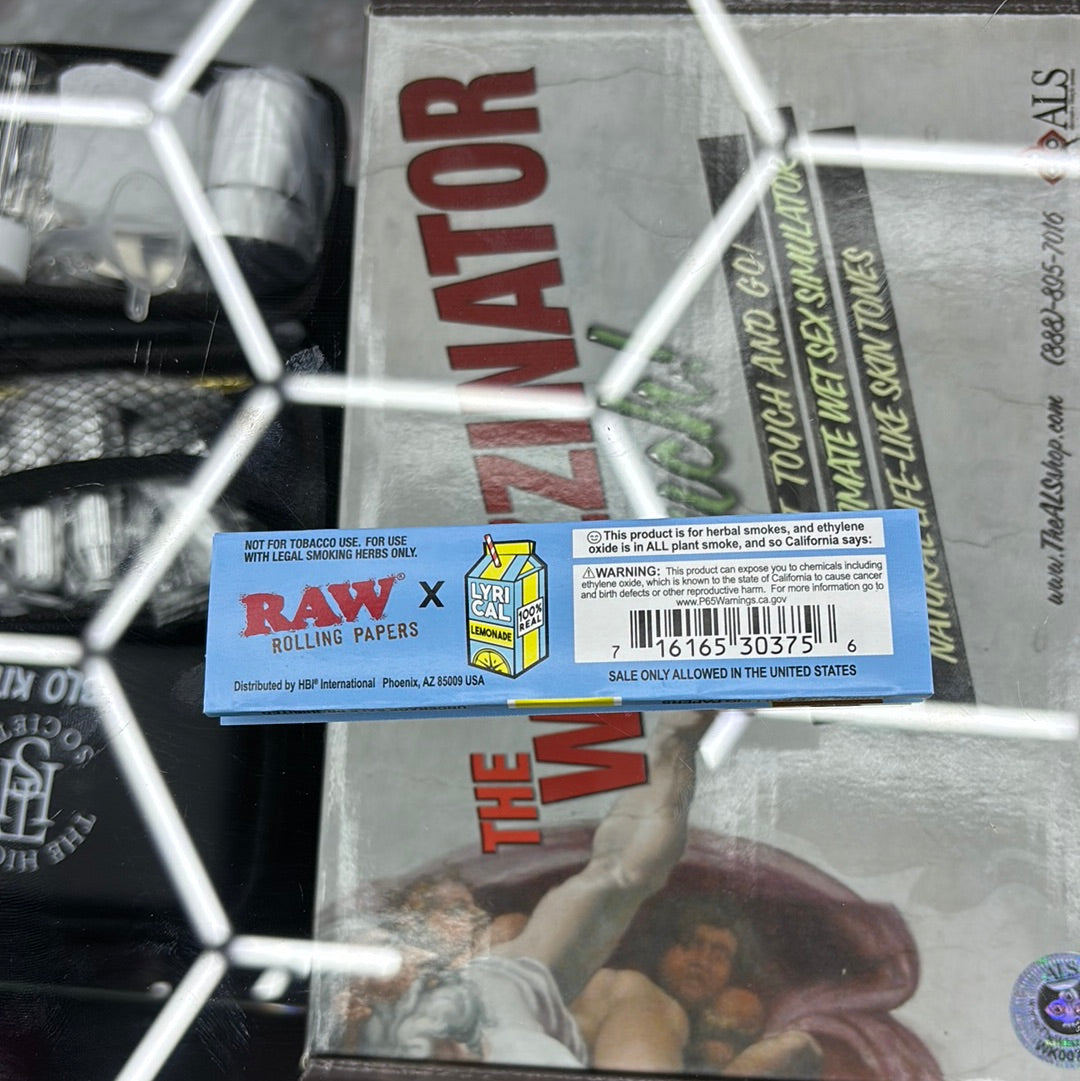 NOT FOR TOBACCO USE. FOR USE
WITH LEGAL SMOKING HERBS ONLY.
RAW®
ROLLING PAPERS
X
LYRI
CAL
LEMONADE
100%
REAL
Distributed by HBI® International Phoenix, AZ 85009 USA
This product is for herbal smokes, and ethylene
oxide is in ALL plant smoke, and so California says:
WARNING: This product can expose you to chemicals including
ethylene oxide, which is known to the state of California to cause cancer
and birth defects or other reproductive harm. For more information go to
www.P65Warnings.ca.gov
7 16165 30375 6
SALE ONLY ALLOWED IN THE UNITED STATES
THE
TOUCH AND GO!
WET SEX SIMULATOR
LIFE-LIKE SKIN TONES
ALS
www.TheALSshop.com (888)-895-7016
ALS
THE